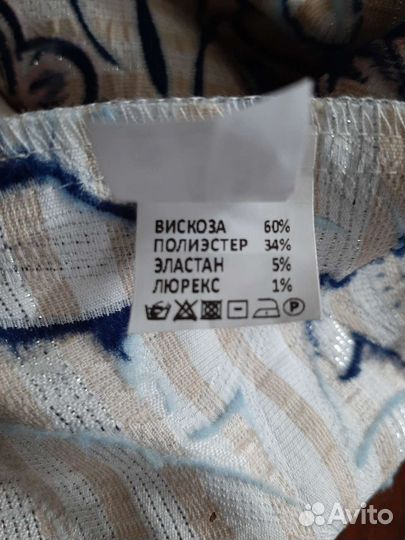 ВИСКОЗА 60%
ПОЛИЭСТЕР 34%
ЭЛАСТАН 5%
ЛЮРЕКС 1%
P
Avito